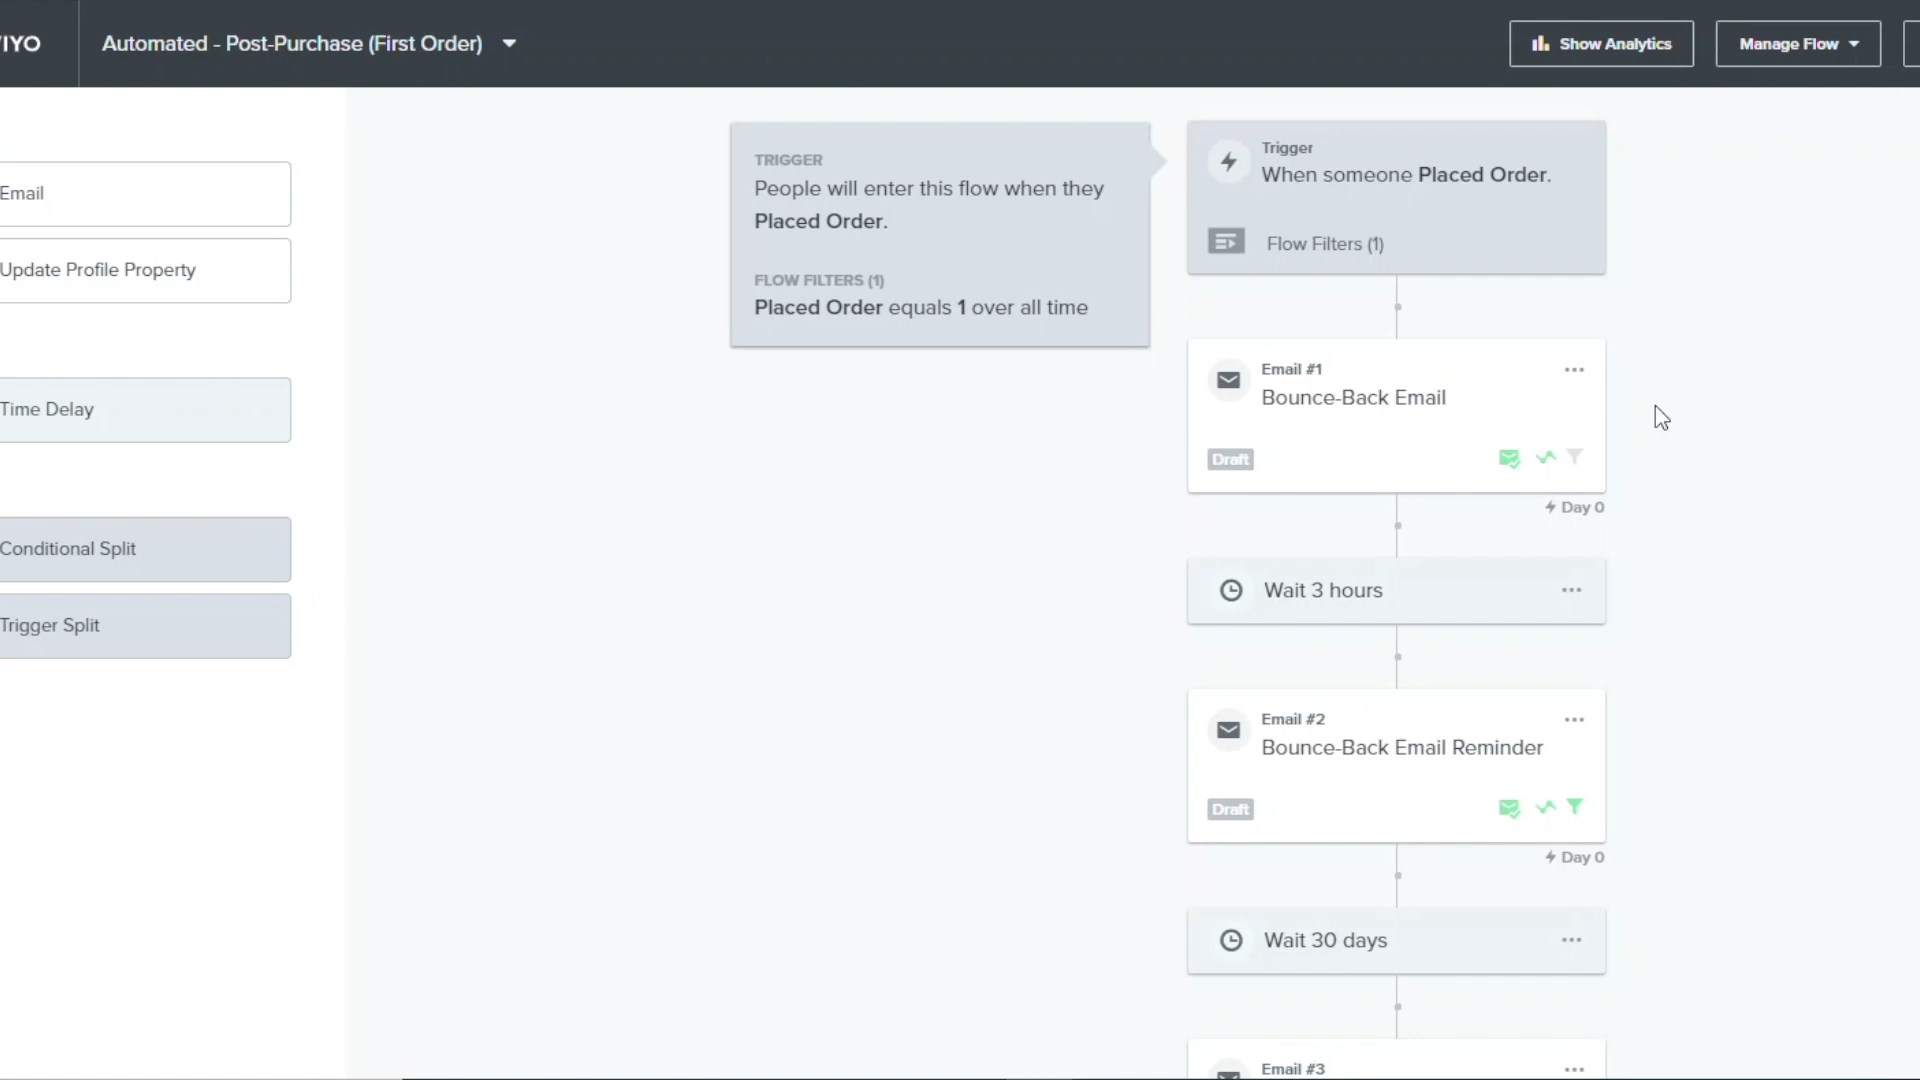 IYO
Automated - Post-Purchase (First Order)
Show Analytics
Manage Flow
Email
Update Profile Property
Time Delay
Conditional Split
Trigger Split
TRIGGER
People will enter this flow when they
Placed Order.
FLOW FILTERS (1)
Placed Order equals 1 over all time
Trigger
When someone Placed Order.
Flow Filters (1)
Email #1
Bounce-Back Email
Draft
Day 0
Wait 3 hours
Email #2
Bounce-Back Email Reminder
Draft
Day 0
Wait 30 days
Email #3